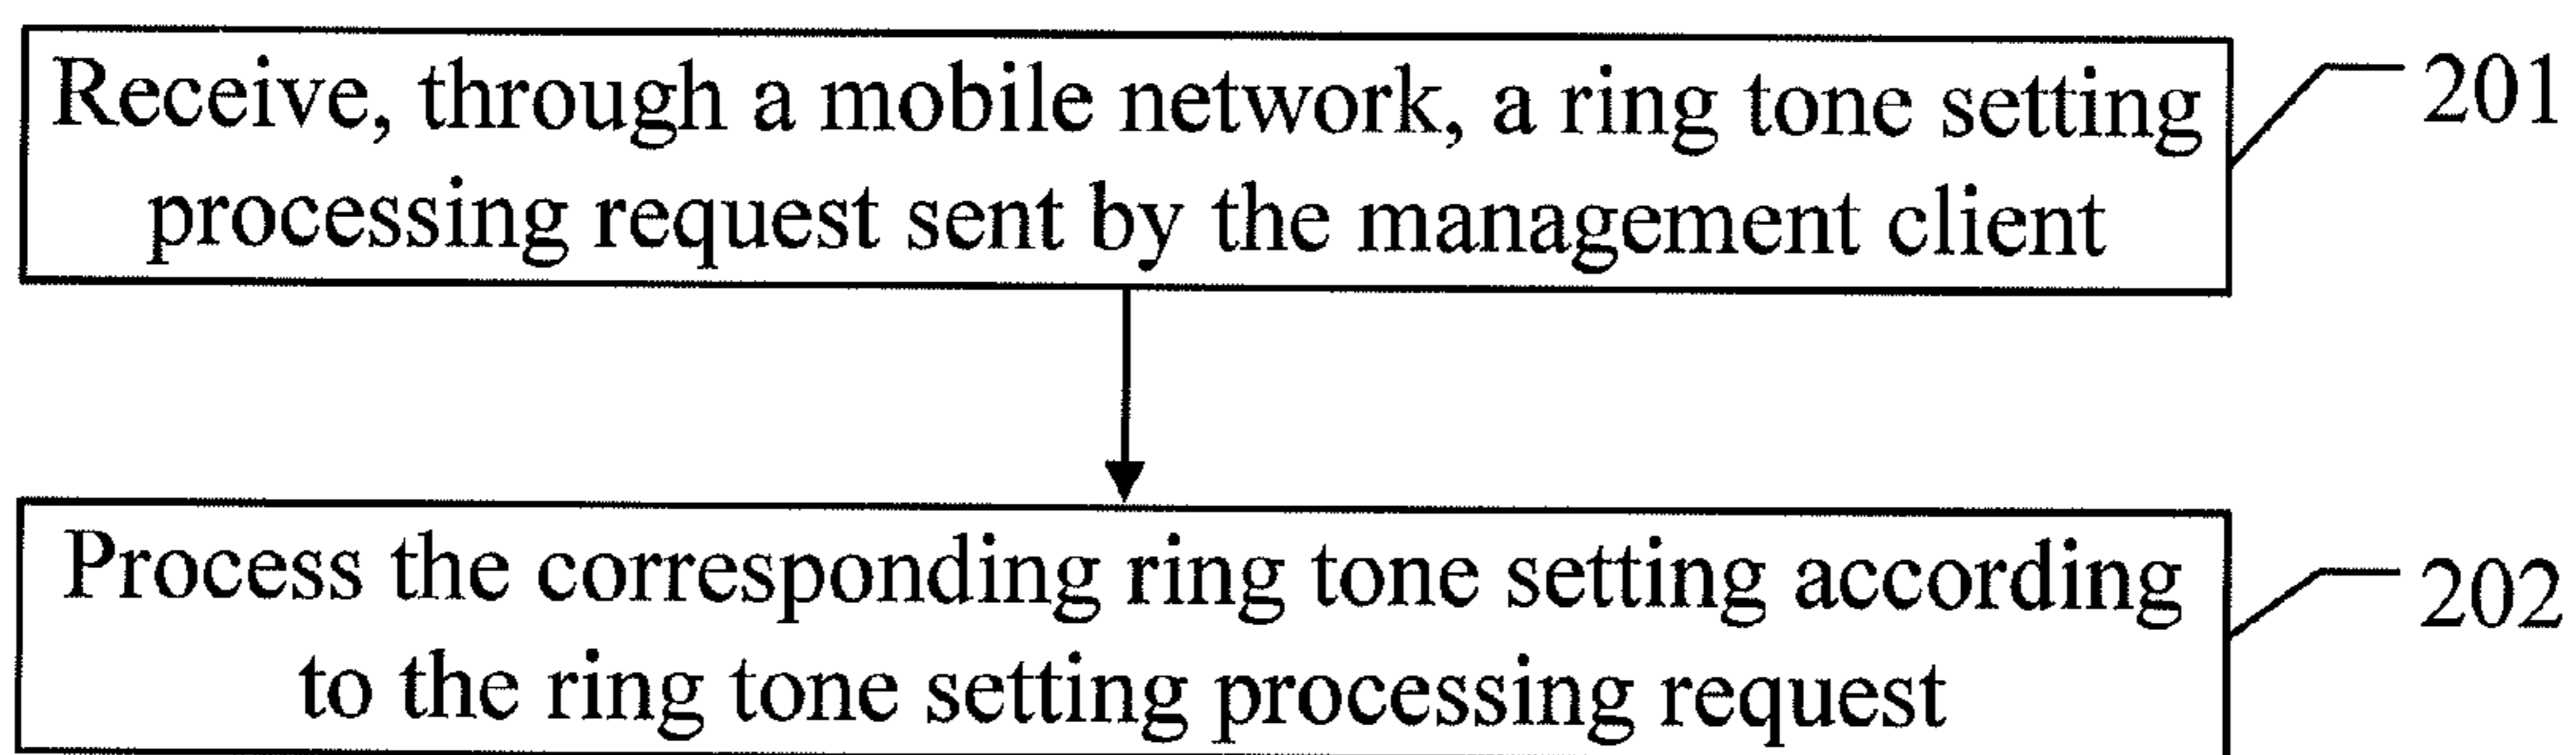 Receive, through a mobile network, a ring tone setting
processing request sent by the management client
201
Process the corresponding ring tone setting according
to the ring tone setting processing request
202